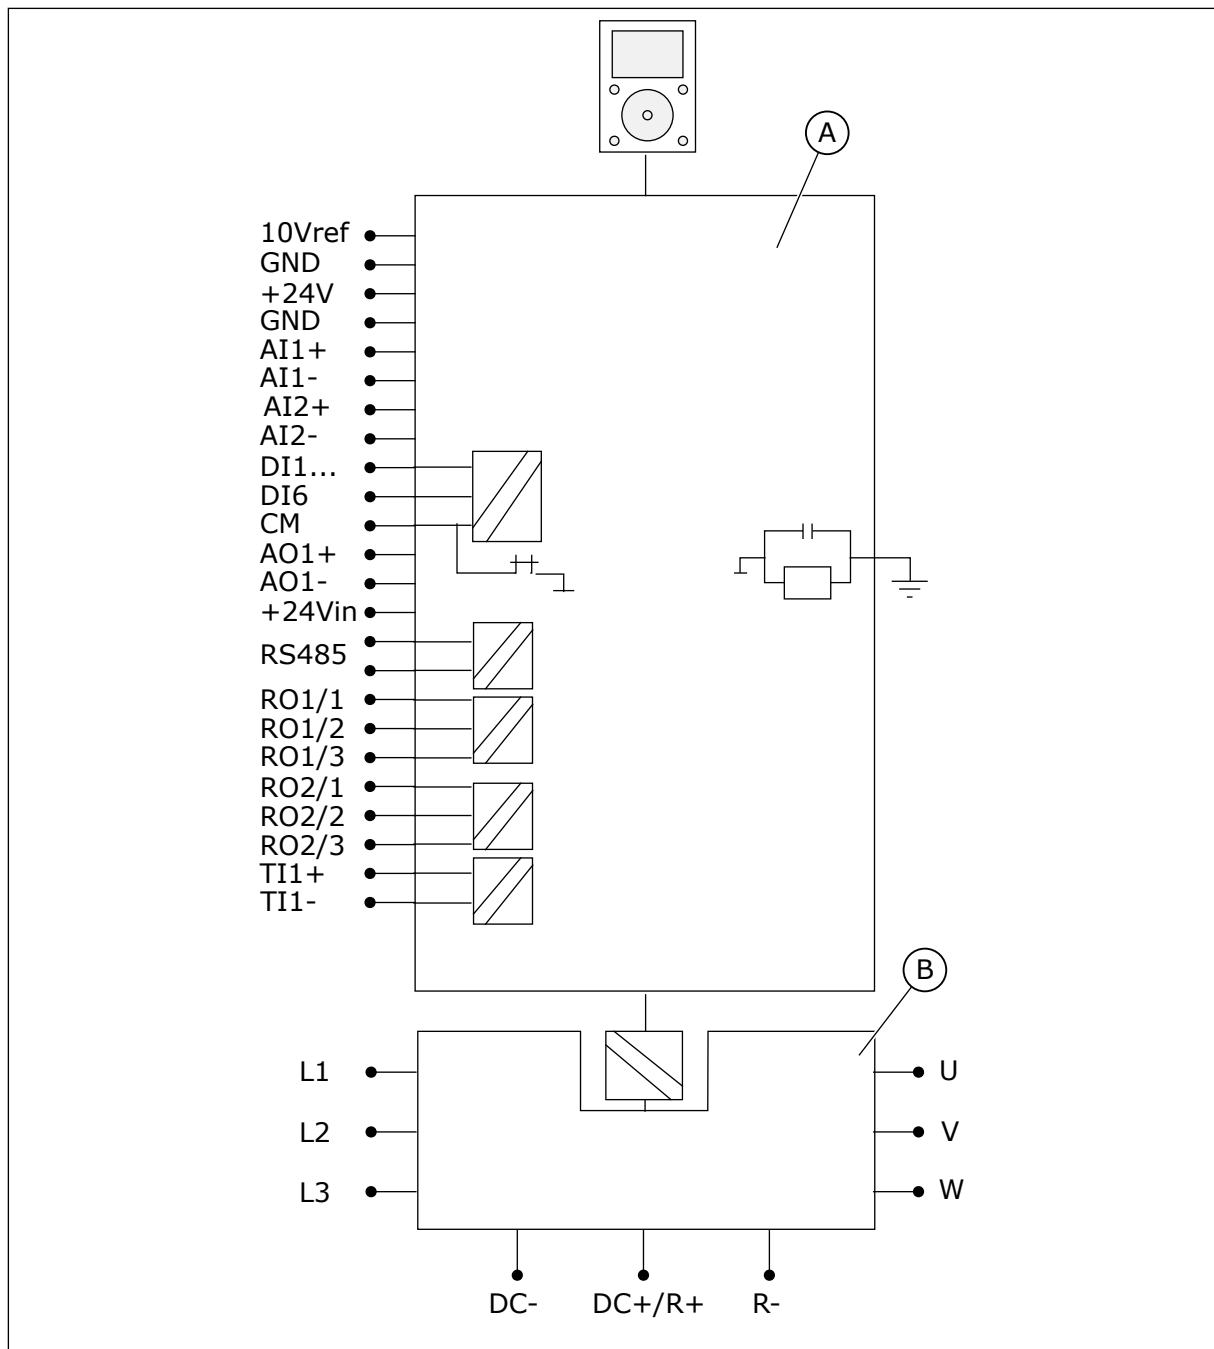 A
10Vref
GND
+24V
GND
AI1+
AI1-
AI2+
AI2-
DI1...
DI6
CM
AO1+
AO1-
+24Vin
RS485
RO1/1
RO1/2
RO1/3
RO2/1
RO2/2
RO2/3
TI1+
TI1-
B
L1
U
L2
V
L3
W
DC-
DC+/R+
R-